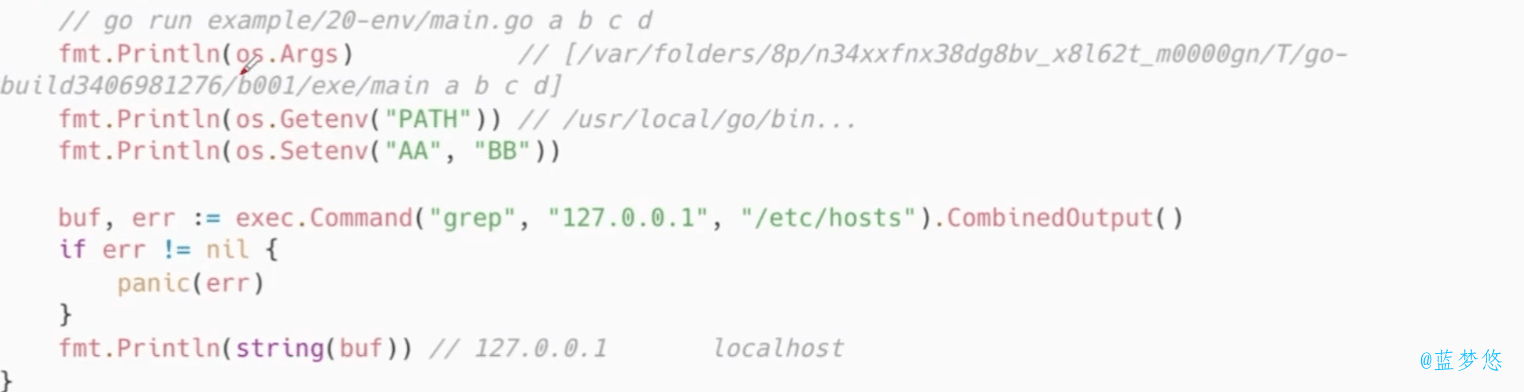 // go run example/20-env/main.go a b c d
fmt.Println(os.Args)           // [/var/folders/8p/n34xxfnx38dg8bv_x8l62t_m0000gn/T/go-
build3406981276/b001/exe/main a b c d]
fmt.Println(os.Getenv("PATH")) // /usr/local/go/bin...
fmt.Println(os.Setenv("AA", "BB"))
buf, err := exec.Command("grep", "127.0.0.1", "/etc/hosts").CombinedOutput()
if err != nil {
    panic(err)
}
fmt.Println(string(buf)) // 127.0.0.1       localhost
}
@蓝梦悠